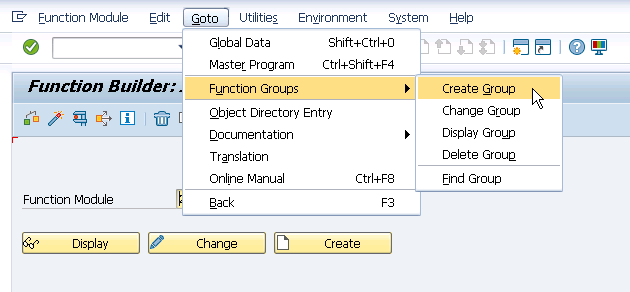 Function Module Edit Goto Utilities Environment System Help
Global Data Shift+Ctrl+0
Master Program Ctrl+Shift+F4
Function Builder:
Function Groups
Create Group
Change Group
Object Directory Entry
Display Group
Documentation
Delete Group
Translation
Find Group
Online Manual Ctrl+F8
Function Module
Back F3
Display Change Create